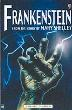 FRANKENSTEIN
FROM THE STORY BY MARY SHELLEY